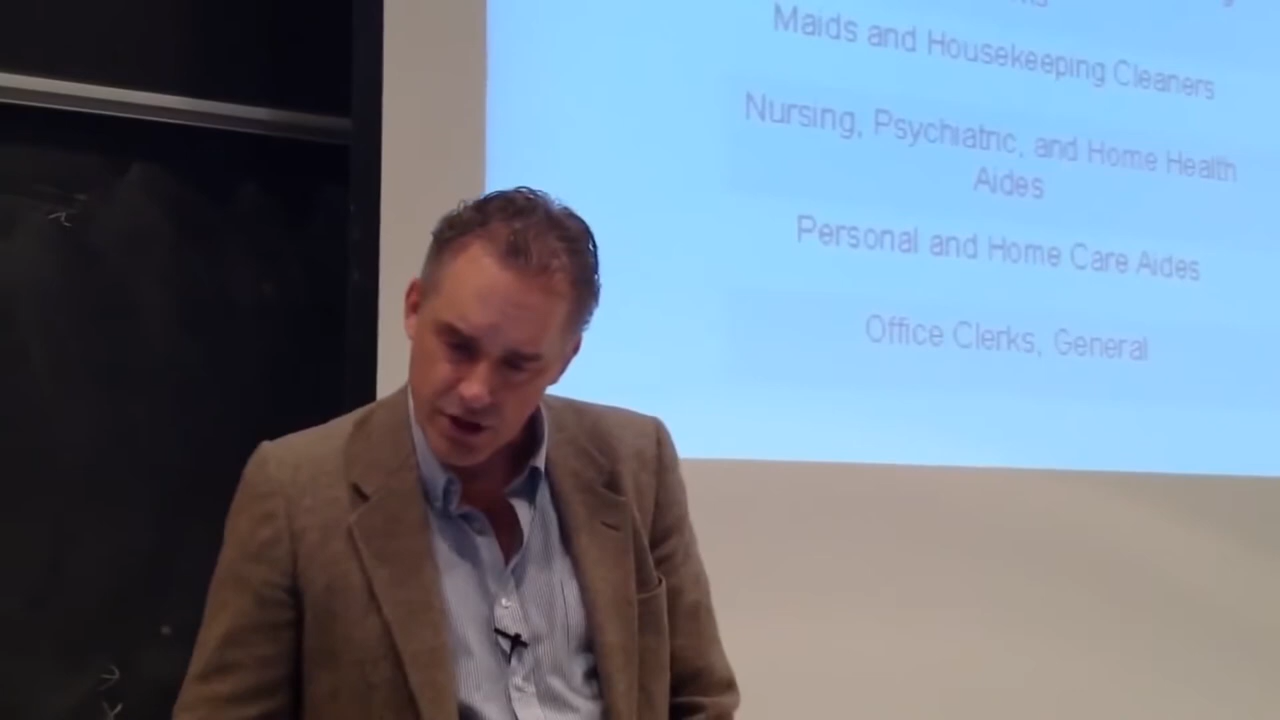 Maids and Housekeeping Cleaners
Nursing, Psychiatric, and Home Health
Aides
Personal and Home Care Aides
Office Clerks, General